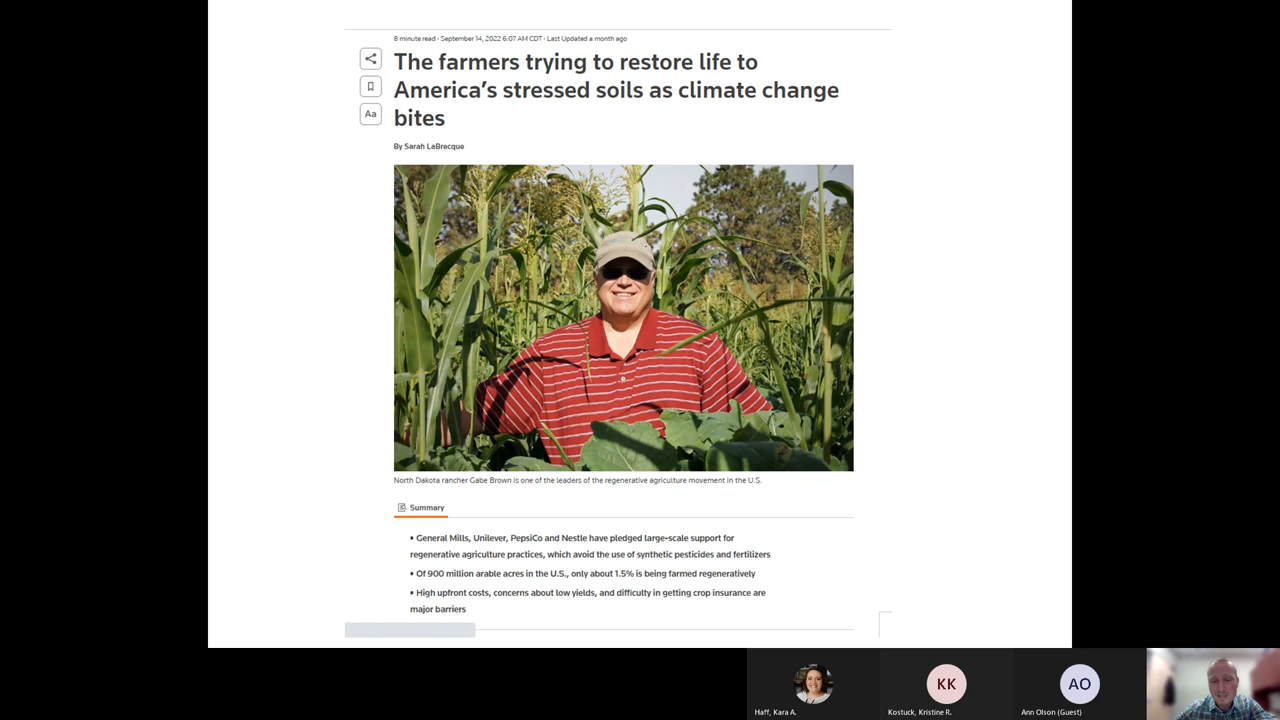 8 minute read · September 14, 2022 6:07 AM CDT · Last Updated a month ago
The farmers trying to restore life to
America's stressed soils as climate change
bites
Aa
By Sarah LaBrecque
North Dakota rancher Gabe Brown is one of the leaders of the regenerative agriculture movement in the U.S.
Summary
• General Mills, Unilever, PepsiCo and Nestle have pledged large-scale support for
regenerative agriculture practices, which avoid the use of synthetic pesticides and fertilizers
• Of 900 million arable acres in the U.S., only about 1.5% is being farmed regeneratively
• High upfront costs, concerns about low yields, and difficulty in getting crop insurance are
major barriers
KK
AO
Haff, Kara A.
Kostuck, Kristine R.
Ann Olson (Guest)